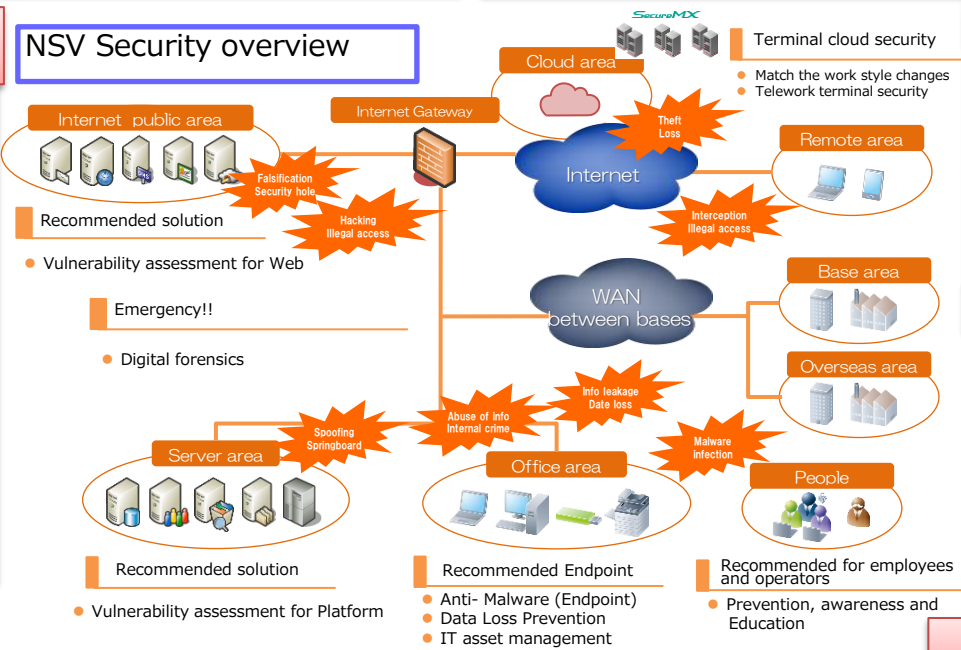 SecureMX
NSV Security overview
Terminal cloud security
Match the work style changes
Telework terminal security
Cloud area
Internet Gateway
Internet public area
Theft
Loss
Remote area
Internet
Falsification
Security hole
Hacking
Illegal access
Interception
Illegal access
Recommended solution
Vulnerability assessment for Web
Emergency!!
Digital forensics
WAN
between bases
Base area
Overseas area
Info leakage
Date loss
Abuse of info
Internal crime
Spoofing
Springboard
Malware
infection
Server area
Office area
People
Recommended solution
Vulnerability assessment for Platform
Recommended Endpoint
Anti- Malware (Endpoint)
Data Loss Prevention
IT asset management
Recommended for employees
and operators
Prevention, awareness and
Education